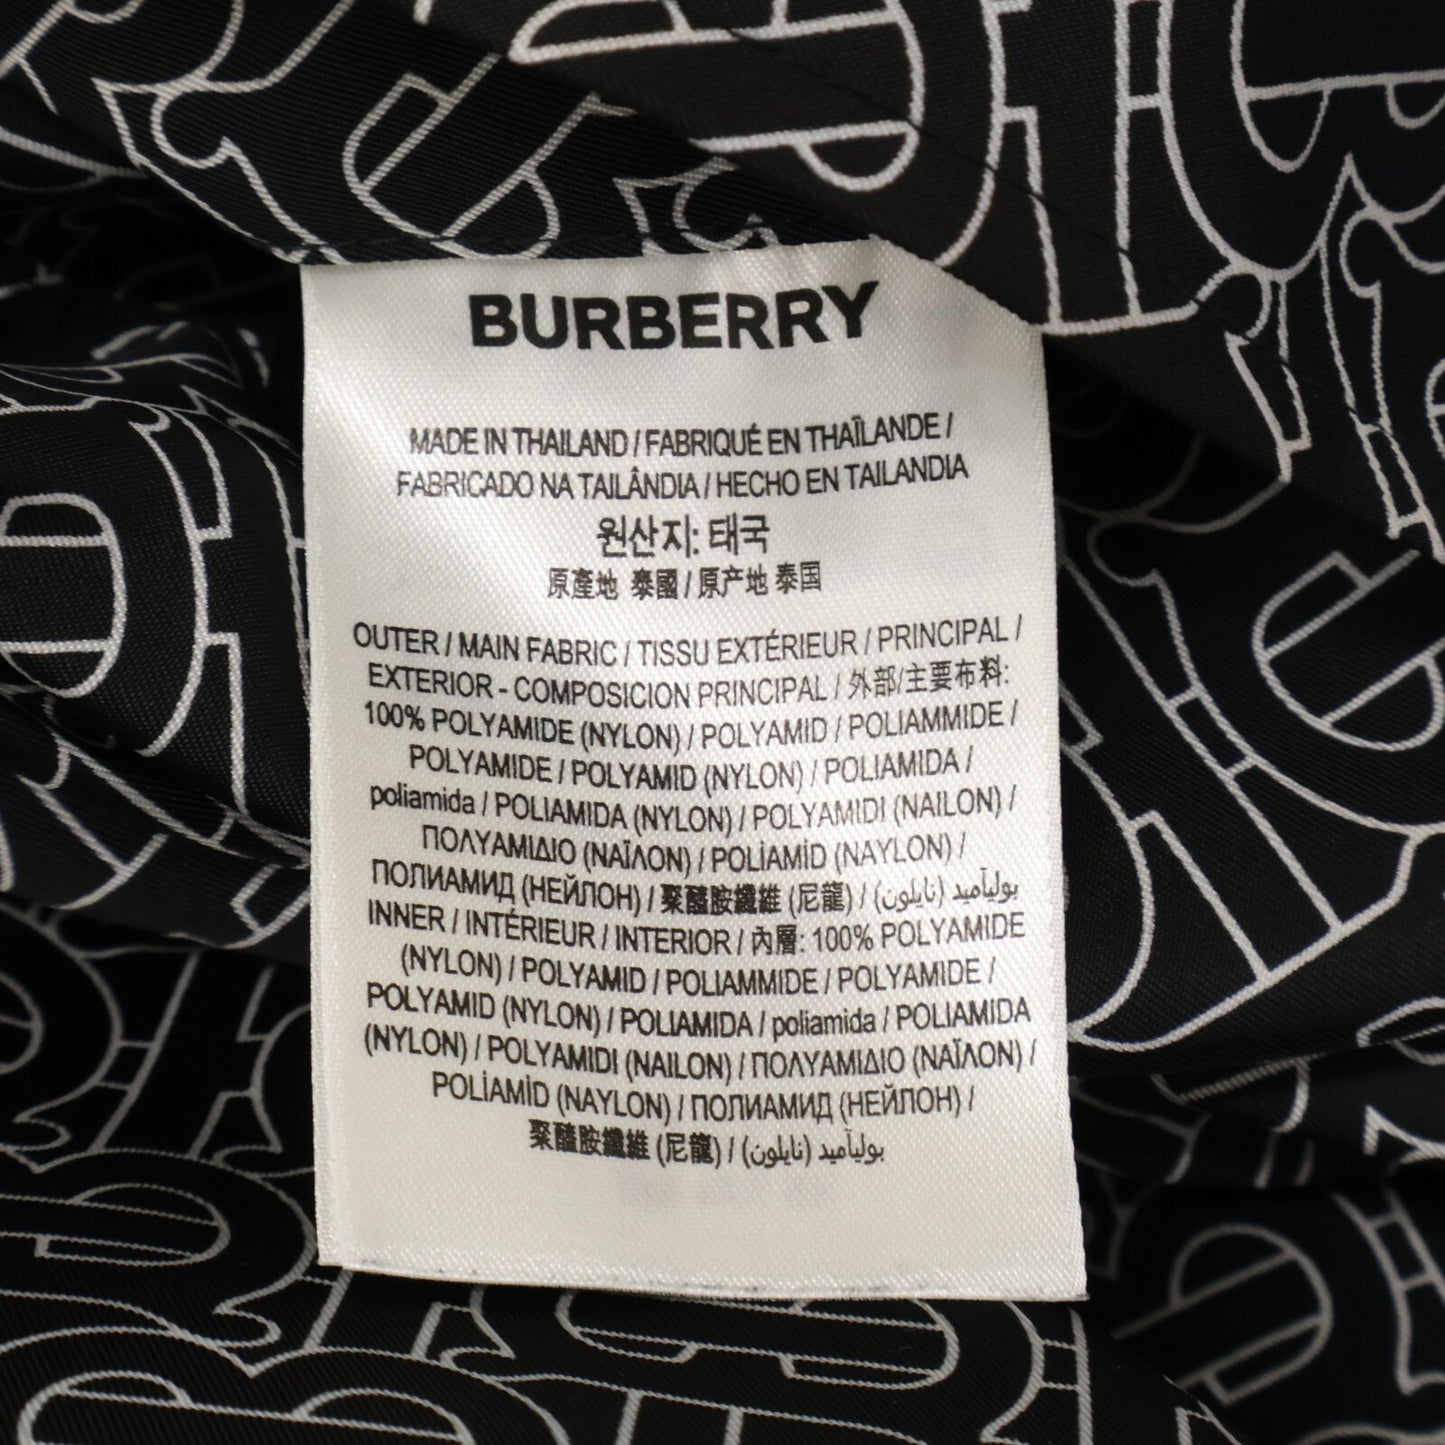 BURBERRY
MADE IN THAILAND / FABRIQUÉ EN THAÏLANDE /
FABRICADO NA TAILÂNDIA / HECHO EN TAILANDIA
원산지: 태국
原產地 泰國 / 原产地 泰国
OUTER / MAIN FABRIC / TISSU EXTÉRIEUR / PRINCIPAL /
EXTERIOR - COMPOSICION PRINCIPAL / 外部/主要布料:
100% POLYAMIDE (NYLON) / POLYAMID / POLIAMMIDE /
POLYAMIDE / POLYAMID (NYLON) / POLIAMIDA /
poliamida / POLIAMIDA (NYLON) / POLYAMIDI (NAILON) /
ΠΟΛΥΑΜΙΔΙΟ (ΝΑΪΛΟΝ) / POLİAMİD (NAYLON) /
ПОЛИАМИД (НЕЙЛОН) / 聚醯胺纖維 (尼龍) / بوليآميد (نايلون)
INNER / INTÉRIEUR / INTERIOR / 內層: 100% POLYAMIDE
(NYLON) / POLYAMID / POLIAMMIDE / POLYAMIDE /
POLYAMID (NYLON) / POLIAMIDA / poliamida / POLIAMIDA
(NYLON) / POLYAMIDI (NAILON) / ΠΟΛΥΑΜΙΔΙΟ (ΝΑΪΛΟΝ) /
POLİAMİD (NAYLON) / ПОЛИАМИД (НЕЙЛОН) /
聚醯胺纖維 (尼龍) / بوليآميد (نايلون)